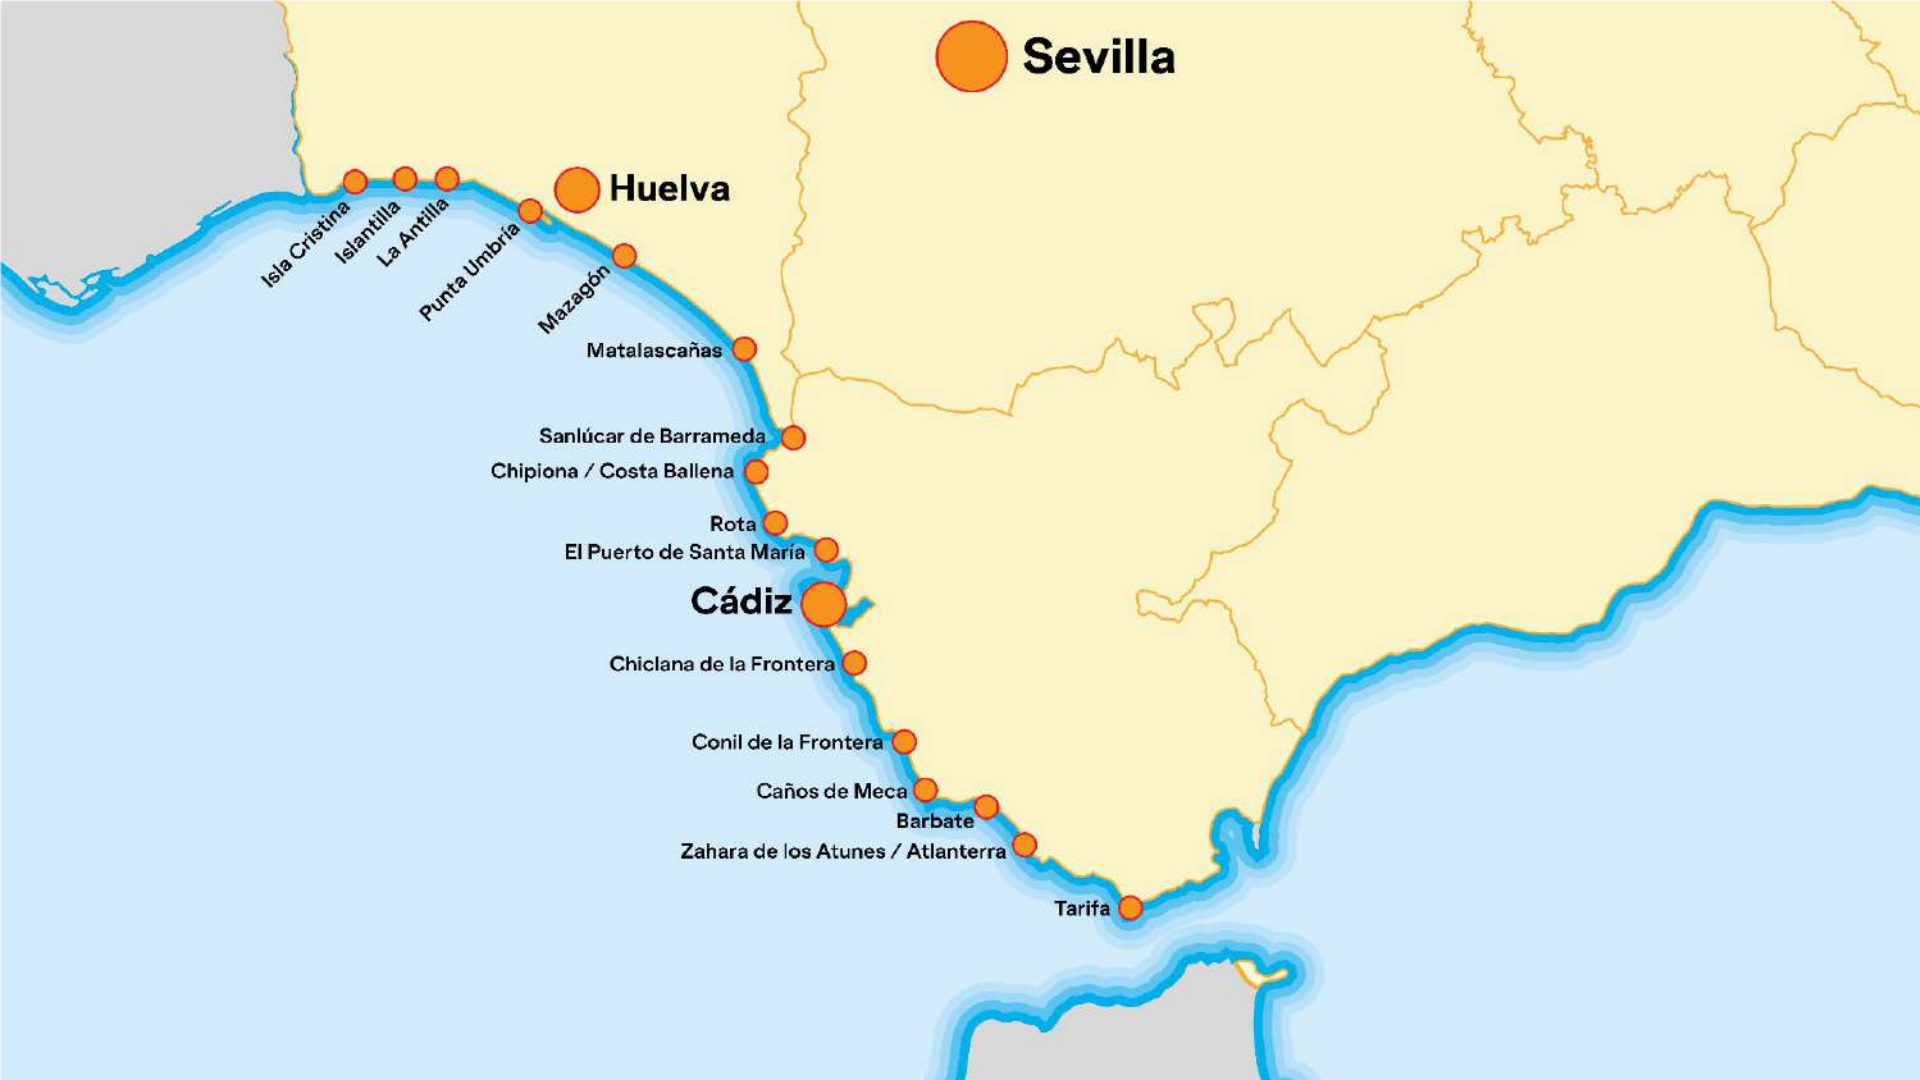 Sevilla
Huelva
Isla Cristina
Islantilla
La Antilla
Punta Umbría
Mazagón
Matalascañas
Sanlúcar de Barrameda
Chipiona / Costa Ballena
Rota
El Puerto de Santa María
Cádiz
Chiclana de la Frontera
Conil de la Frontera
Caños de Meca
Barbate
Zahara de los Atunes / Atlanterra
Tarifa